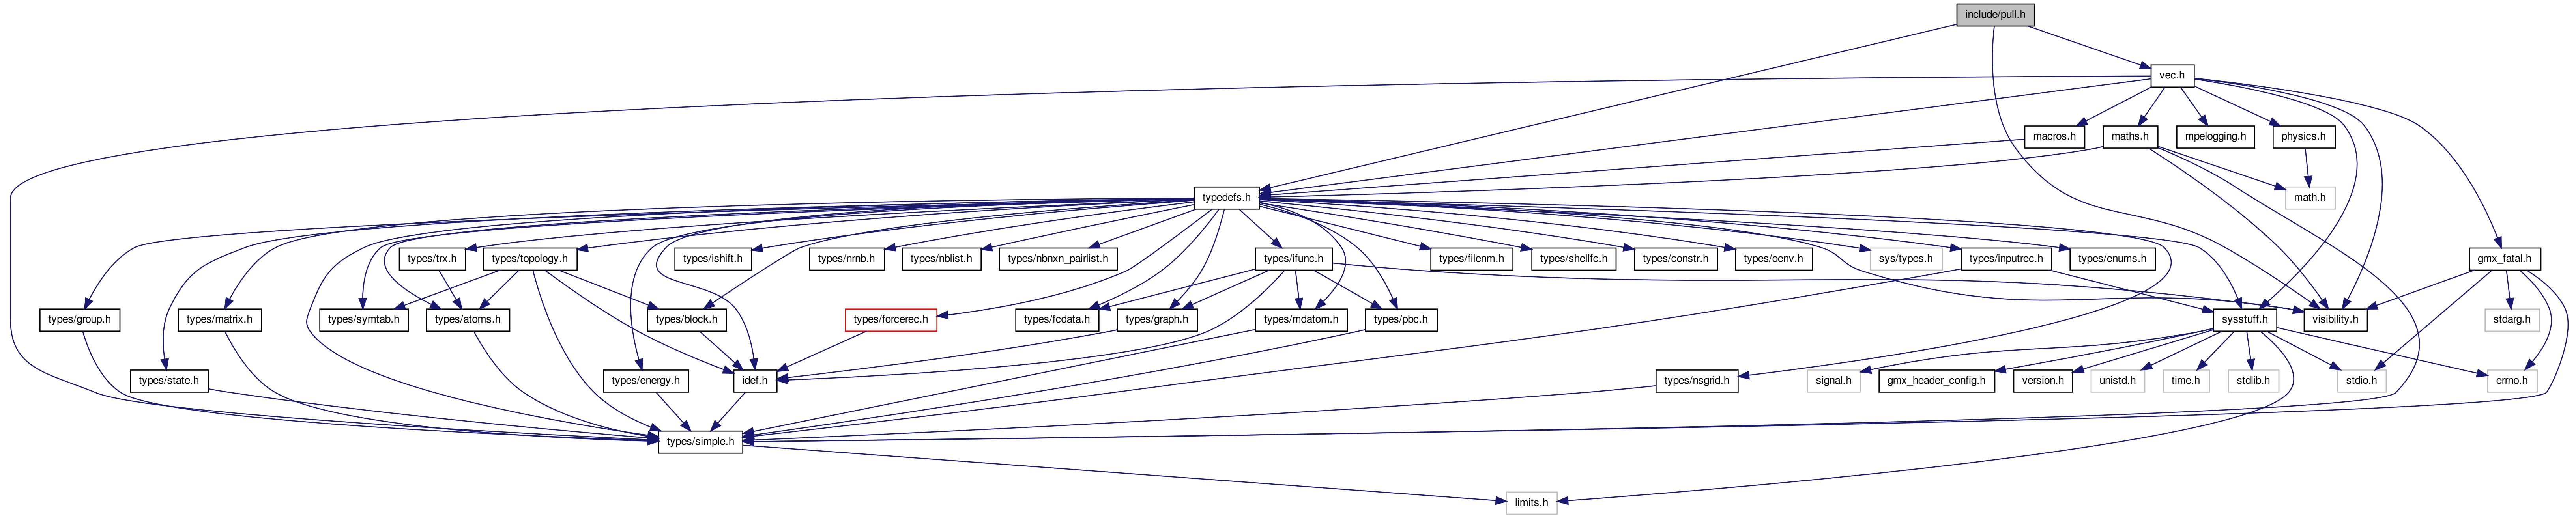 include/pull.h
vec.h
macros.h
maths.h
mpelogging.h
physics.h
typedefs.h
math.h
types/trx.h
types/topology.h
types/ishift.h
types/nrnb.h
types/nblist.h
types/nbnxn_pairlist.h
types/ifunc.h
types/filenm.h
types/shellfc.h
types/constr.h
types/oenv.h
sys/types.h
types/inputrec.h
types/enums.h
gmx_fatal.h
types/group.h
types/matrix.h
types/symtab.h
types/atoms.h
types/block.h
types/forcerec.h
types/fcdata.h
types/graph.h
types/mdatom.h
types/pbc.h
sysstuff.h
visibility.h
stdarg.h
types/state.h
types/energy.h
idef.h
types/nsgrid.h
signal.h
gmx_header_config.h
version.h
unistd.h
time.h
stdlib.h
stdio.h
errno.h
types/simple.h
limits.h